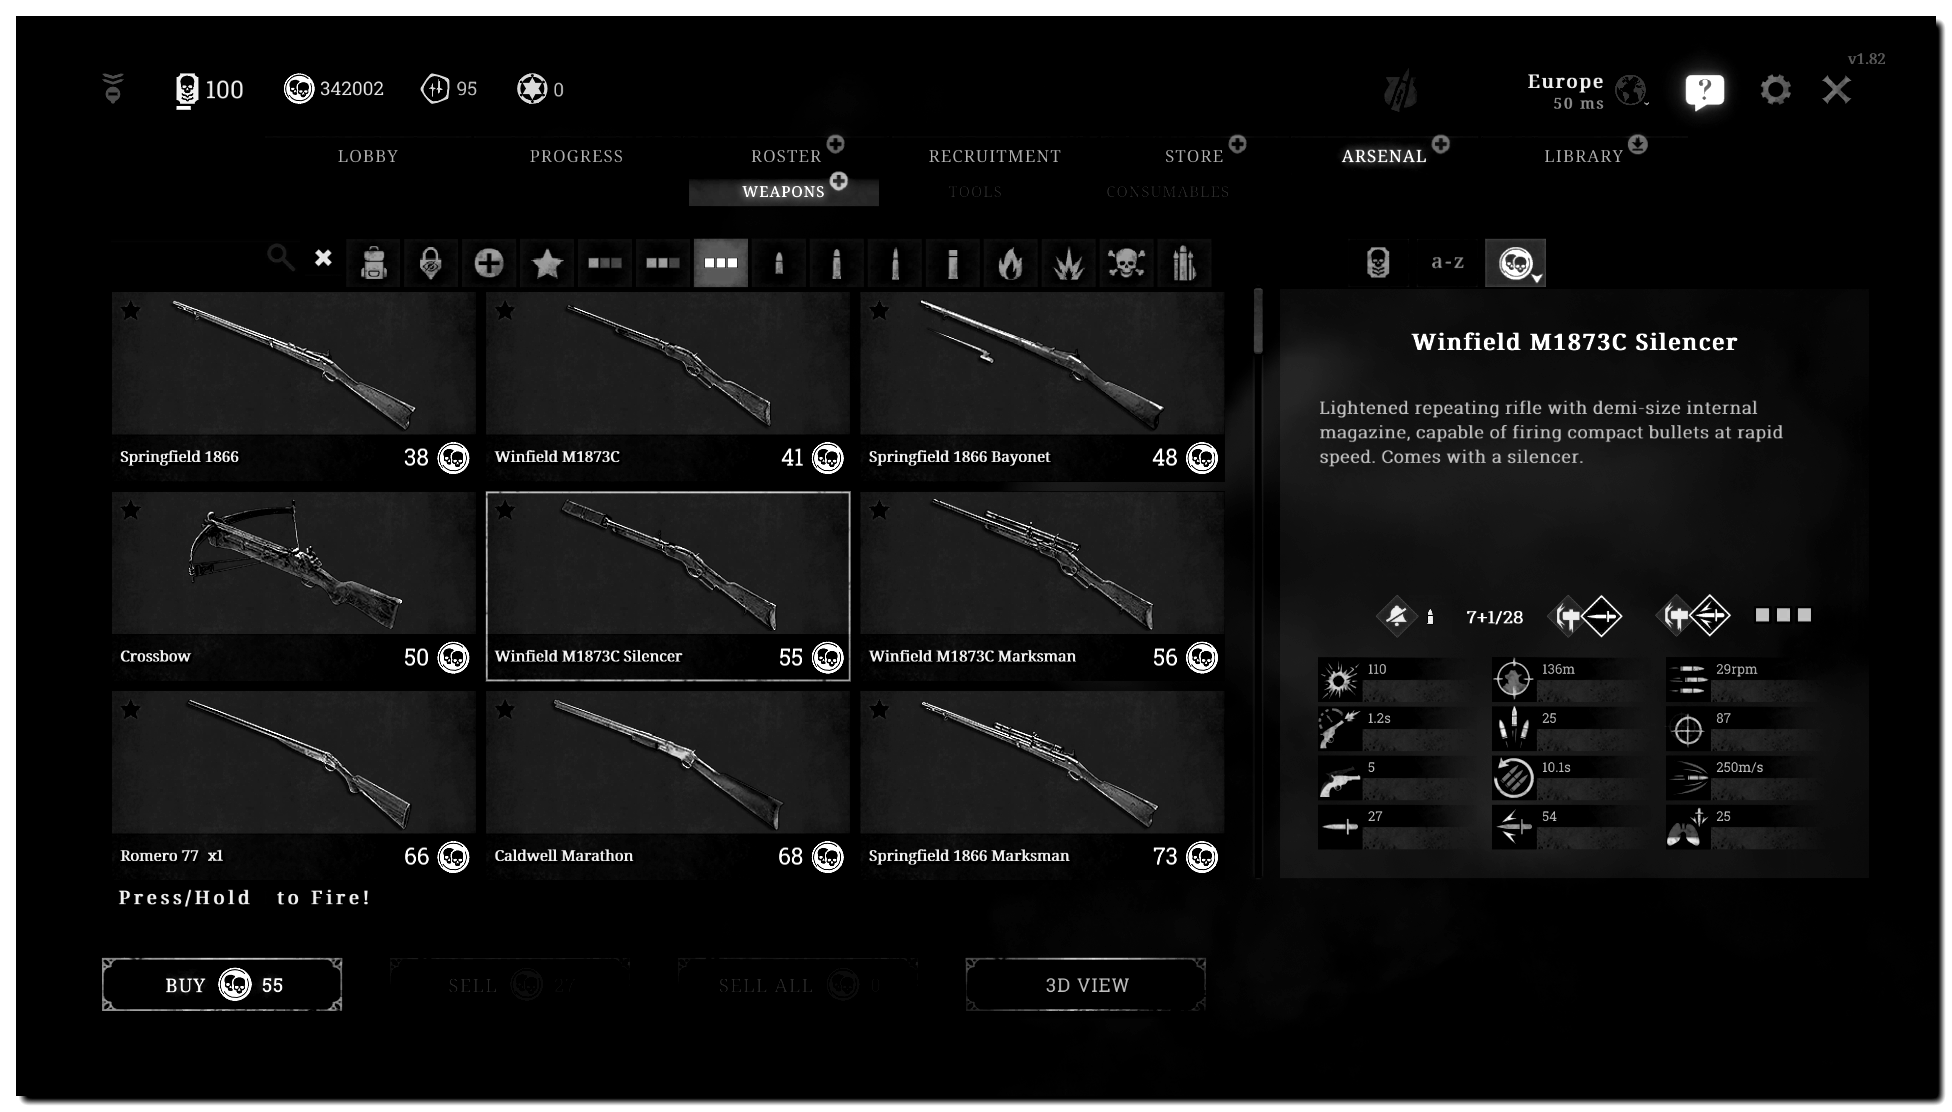 v1.82
100
342002
95
0
Europe
50 ms
?
LOBBY
PROGRESS
ROSTER
RECRUITMENT
STORE
ARSENAL
LIBRARY
WEAPONS
TOOLS
CONSUMABLES
a-z
Springfield 1866
38
Winfield M1873C
41
Springfield 1866 Bayonet
48
Crossbow
50
Winfield M1873C Silencer
55
Winfield M1873C Marksman
56
Romero 77 x1
66
Caldwell Marathon
68
Springfield 1866 Marksman
73
Winfield M1873C Silencer
Lightened repeating rifle with demi-size internal
magazine, capable of firing compact bullets at rapid
speed. Comes with a silencer.
7+1/28
110
136m
29rpm
1.2s
25
87
5
10.1s
250m/s
27
54
25
Press/Hold to Fire!
BUY 55
SELL 27
SELL ALL 0
3D VIEW